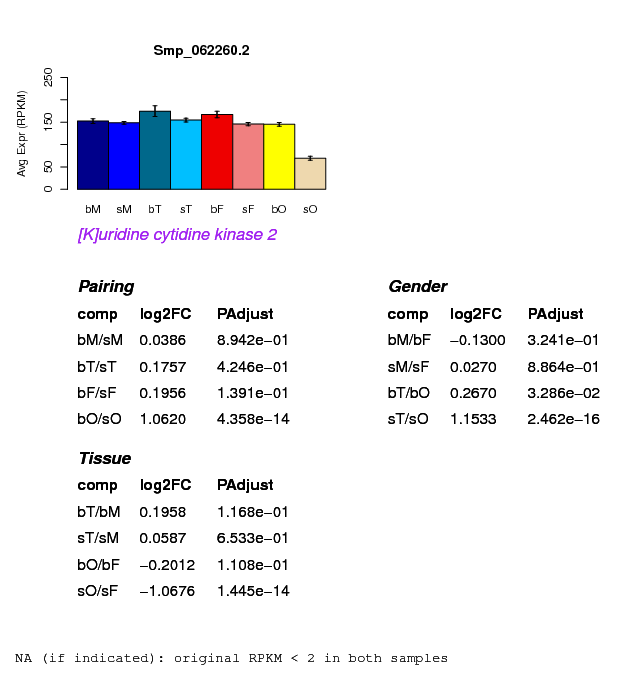 Smp_062260.2
Avg Expr (RPKM)
250
150
50
0
bM sM bT sT bF sF bO sO
[K]uridine cytidine kinase 2
Pairing
comp log2FC PAdjust
bM/sM 0.0386 8.942e−01
bT/sT 0.1757 4.246e−01
bF/sF 0.1956 1.391e−01
bO/sO 1.0620 4.358e−14
Gender
comp log2FC PAdjust
bM/bF −0.1300 3.241e−01
sM/sF 0.0270 8.864e−01
bT/bO 0.2670 3.286e−02
sT/sO 1.1533 2.462e−16
Tissue
comp log2FC PAdjust
bT/bM 0.1958 1.168e−01
sT/sM 0.0587 6.533e−01
bO/bF −0.2012 1.108e−01
sO/sF −1.0676 1.445e−14
NA (if indicated): original RPKM < 2 in both samples